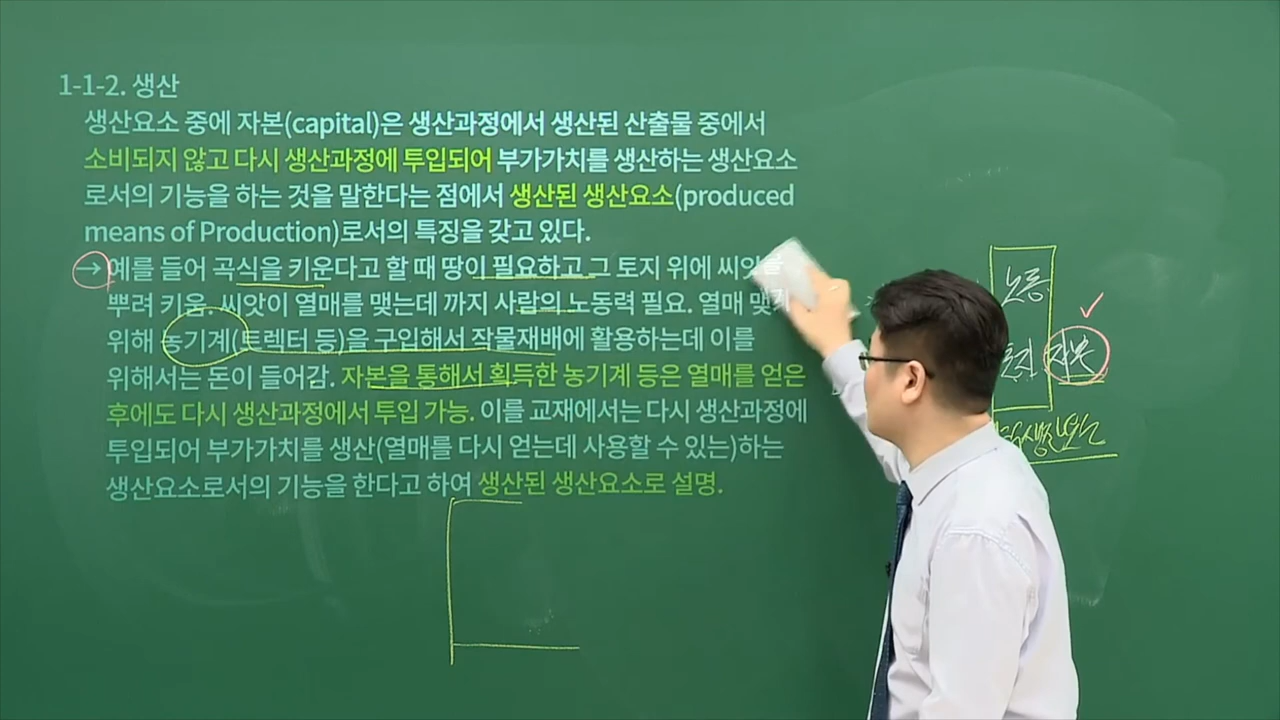 1-1-2. 생산
생산요소 중에 자본(capital)은 생산과정에서 생산된 산출물 중에서
소비되지 않고 다시 생산과정에 투입되어 부가가치를 생산하는 생산요소
로서의 기능을 하는 것을 말한다는 점에서 생산된 생산요소(produced
means of Production)로서의 특징을 갖고 있다.
→ 예를 들어 곡식을 키운다고 할 때 땅이 필요하고 그 토지 위에 씨앗을
뿌려 키움. 씨앗이 열매를 맺는데 까지 사람의 노동력 필요. 열매 맺기
위해 농기계(트렉터 등)을 구입해서 작물재배에 활용하는데 이를
위해서는 돈이 들어감. 자본을 통해서 획득한 농기계 등은 열매를 얻은
후에도 다시 생산과정에서 투입 가능. 이를 교재에서는 다시 생산과정에
투입되어 부가가치를 생산(열매를 다시 얻는데 사용할 수 있는)하는
생산요소로서의 기능을 한다고 하여 생산된 생산요소로 설명.
노동
자본